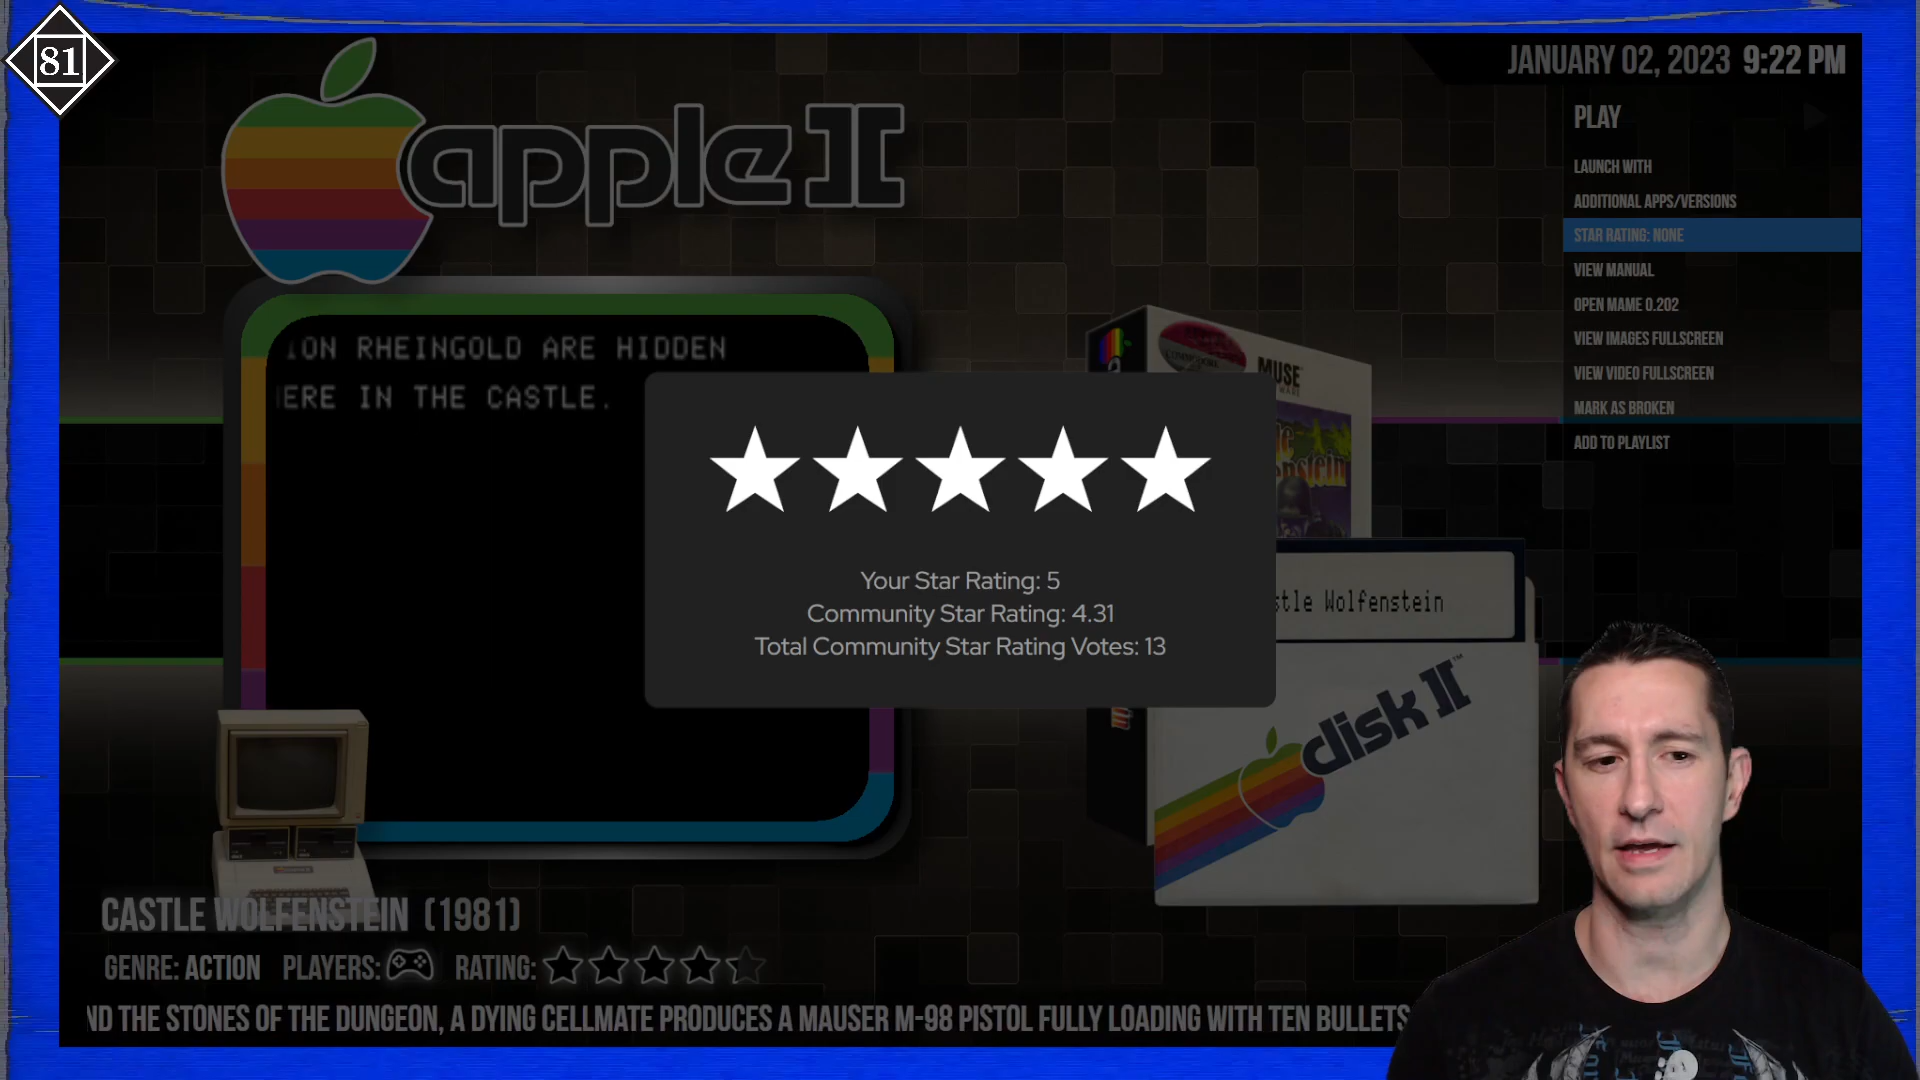 81
JANUARY 02, 2023 9:22 PM
apple II
PLAY
LAUNCH WITH
ADDITIONAL APPS/VERSIONS
STAR RATING: NONE
VIEW MANUAL
OPEN MAME 0.202
VIEW IMAGES FULLSCREEN
VIEW VIDEO FULLSCREEN
MARK AS BROKEN
ADD TO PLAYLIST
ION RHEINGOLD ARE HIDDEN
ERE IN THE CASTLE.
MUSE
Your Star Rating: 5
Community Star Rating: 4.31
Total Community Star Rating Votes: 13
stle Wolfenstein
disk II™
CASTLE WOLFENSTEIN (1981)
GENRE: ACTION PLAYERS: RATING:
ND THE STONES OF THE DUNGEON, A DYING CELLMATE PRODUCES A MAUSER M-98 PISTOL FULLY LOADING WITH TEN BULLETS